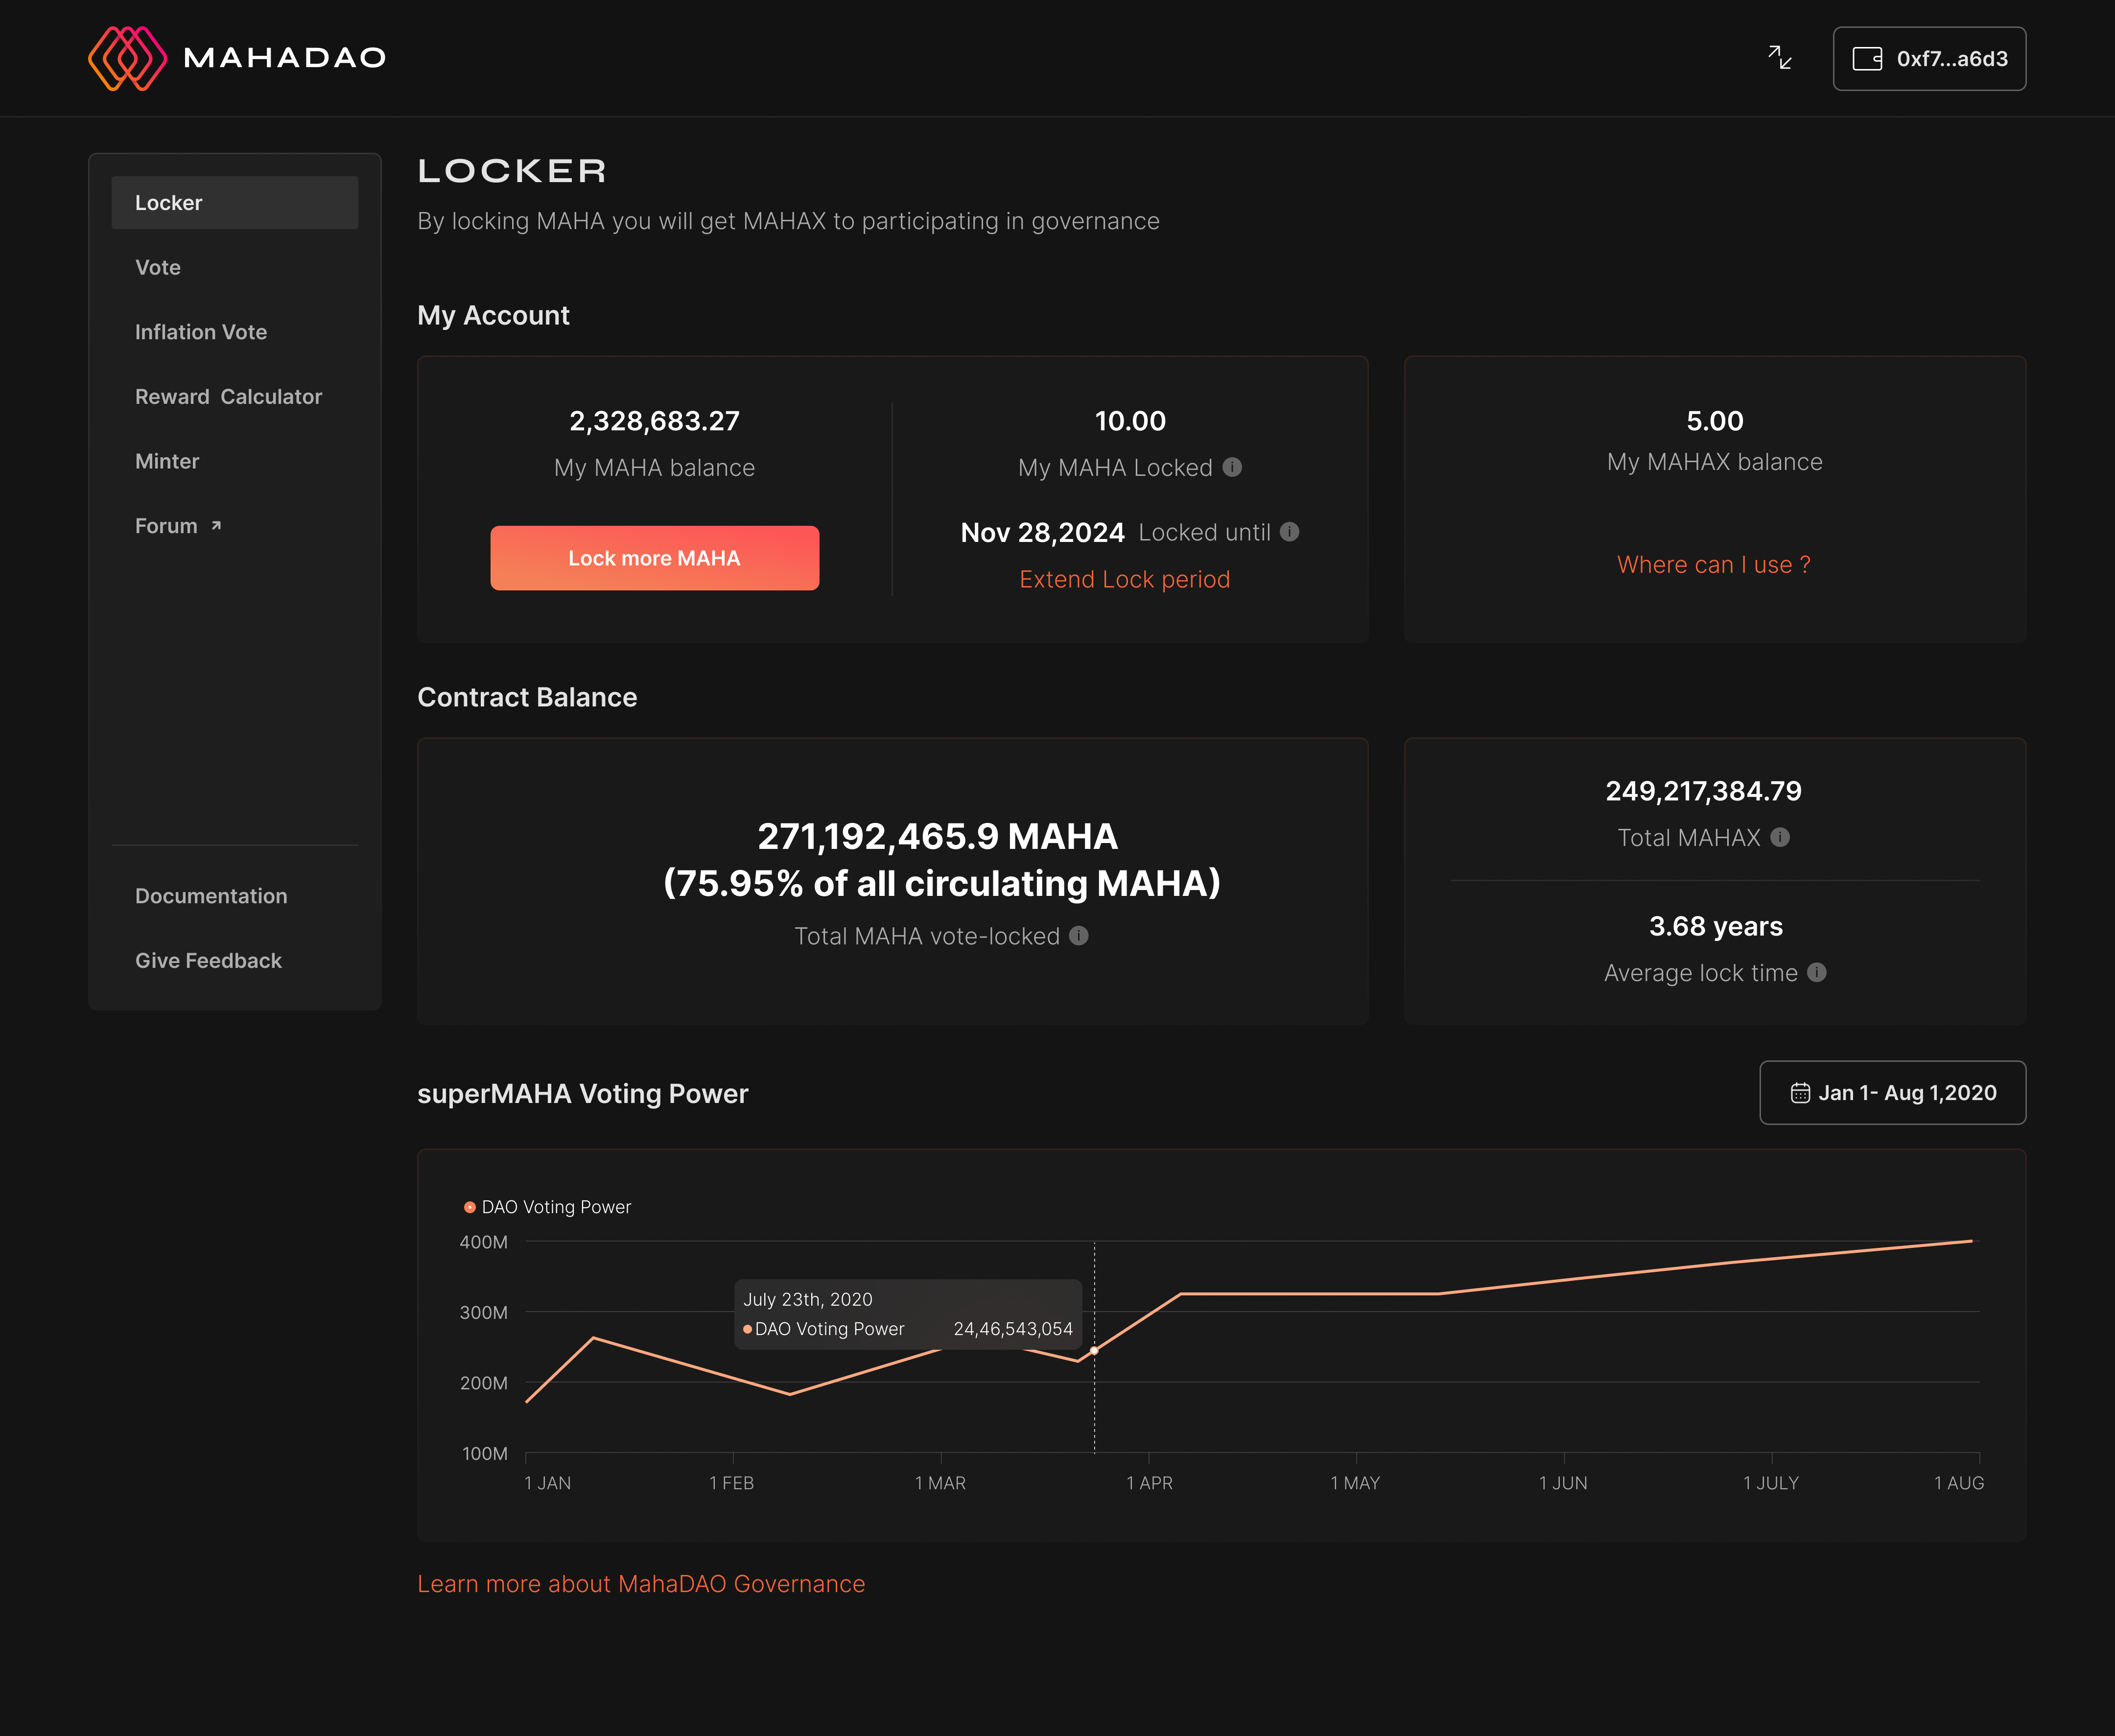 MAHADAO
0xf7...a6d3
Locker
Vote
Inflation Vote
Reward  Calculator
Minter
Forum
Documentation
Give Feedback
LOCKER
By locking MAHA you will get MAHAX to participating in governance
My Account
2,328,683.27
My MAHA balance
Lock more MAHA
10.00
My MAHA Locked
Nov 28,2024 Locked until
Extend Lock period
5.00
My MAHAX balance
Where can I use ?
Contract Balance
271,192,465.9 MAHA
(75.95% of all circulating MAHA)
Total MAHA vote-locked
249,217,384.79
Total MAHAX
3.68 years
Average lock time
superMAHA Voting Power
Jan 1- Aug 1,2020
DAO Voting Power
400M
300M
200M
100M
July 23th, 2020
DAO Voting Power 24,46,543,054
1 JAN 1 FEB 1 MAR 1 APR 1 MAY 1 JUN 1 JULY 1 AUG
Learn more about MahaDAO Governance